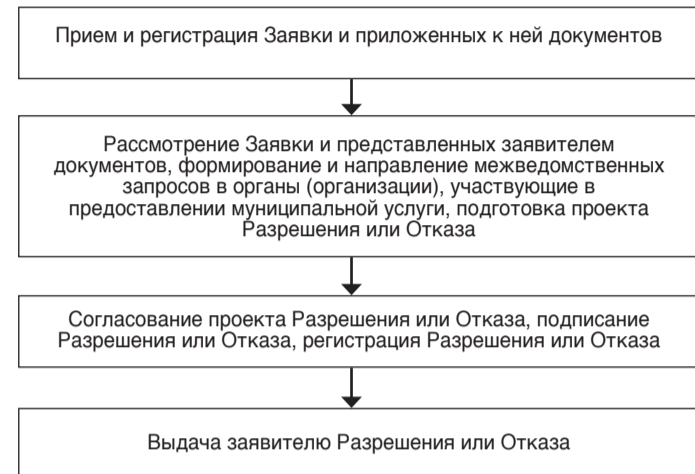 Прием и регистрация Заявки и приложенных к ней документов
Рассмотрение Заявки и представленных заявителем
документов, формирование и направление межведомственных
запросов в органы (организации), участвующие в
предоставлении муниципальной услуги, подготовка проекта
Разрешения или Отказа
Согласование проекта Разрешения или Отказа, подписание
Разрешения или Отказа, регистрация Разрешения или Отказа
Выдача заявителю Разрешения или Отказа